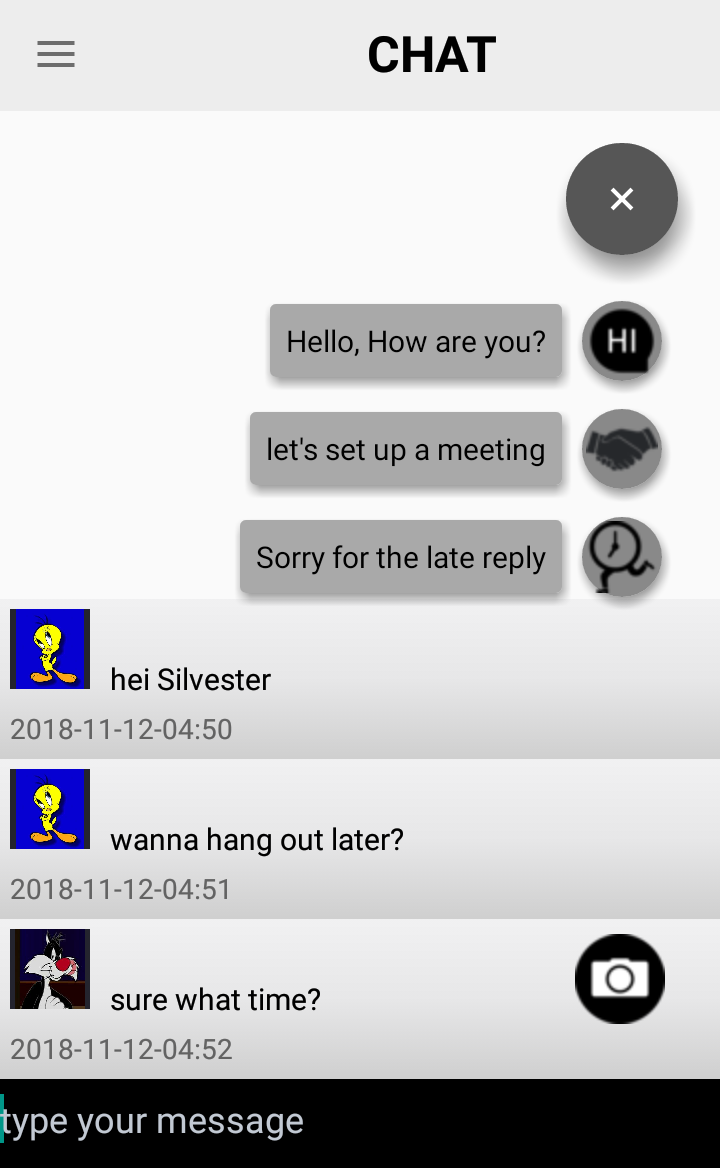 CHAT
Hello, How are you?
HI
let's set up a meeting
Sorry for the late reply
hei Silvester
2018-11-12-04:50
wanna hang out later?
2018-11-12-04:51
sure what time?
2018-11-12-04:52
type your message